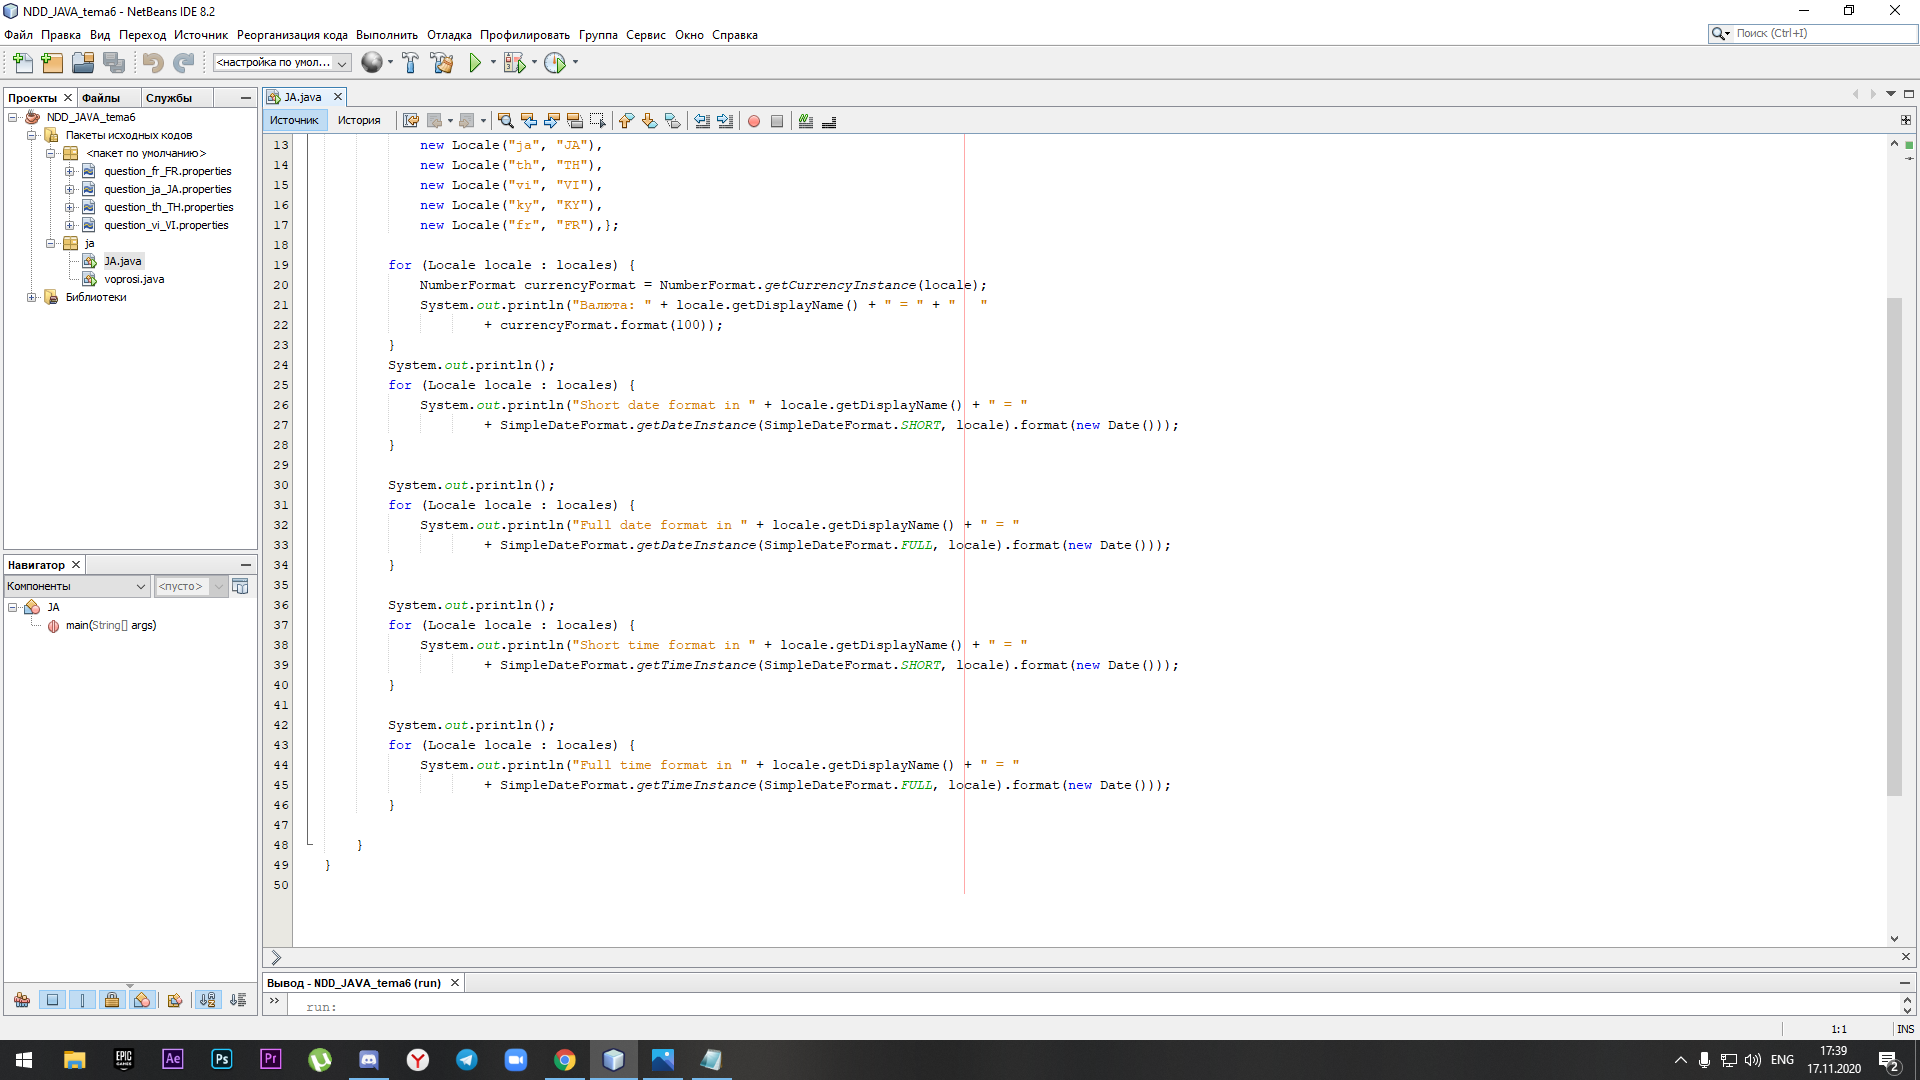 NDD_JAVA_tema6 - NetBeans IDE 8.2
Файл Правка Вид Переход Источник Реорганизация кода Выполнить Отладка Профилировать Группа Сервис Окно Справка
Поиск (Ctrl+I)
<настройка по умол...
Проекты Файлы Службы
NDD_JAVA_tema6
Пакеты исходных кодов
<пакет по умолчанию>
question_fr_FR.properties
question_ja_JA.properties
question_th_TH.properties
question_vi_VI.properties
ja
JA.java
voprosi.java
Библиотеки
Навигатор
Компоненты <пусто>
JA
main(String[] args)
JA.java
Источник История
13 new Locale("ja", "JA"),
14 new Locale("th", "TH"),
15 new Locale("vi", "VI"),
16 new Locale("ky", "KY"),
17 new Locale("fr", "FR"),};
18
19 for (Locale locale : locales) {
20 NumberFormat currencyFormat = NumberFormat.getCurrencyInstance(locale);
21 System.out.println("Валюта: " + locale.getDisplayName() + " = " + "   "
22 + currencyFormat.format(100));
23 }
24 System.out.println();
25 for (Locale locale : locales) {
26 System.out.println("Short date format in " + locale.getDisplayName() + " = "
27 + SimpleDateFormat.getDateInstance(SimpleDateFormat.SHORT, locale).format(new Date()));
28 }
29
30 System.out.println();
31 for (Locale locale : locales) {
32 System.out.println("Full date format in " + locale.getDisplayName() + " = "
33 + SimpleDateFormat.getDateInstance(SimpleDateFormat.FULL, locale).format(new Date()));
34 }
35
36 System.out.println();
37 for (Locale locale : locales) {
38 System.out.println("Short time format in " + locale.getDisplayName() + " = "
39 + SimpleDateFormat.getTimeInstance(SimpleDateFormat.SHORT, locale).format(new Date()));
40 }
41
42 System.out.println();
43 for (Locale locale : locales) {
44 System.out.println("Full time format in " + locale.getDisplayName() + " = "
45 + SimpleDateFormat.getTimeInstance(SimpleDateFormat.FULL, locale).format(new Date()));
46 }
47
48 }
49 }
50
Вывод - NDD_JAVA_tema6 (run)
run:
1:1 INS
EPIC GAMES Ae Ps Pr
ENG
17:39
17.11.2020
2